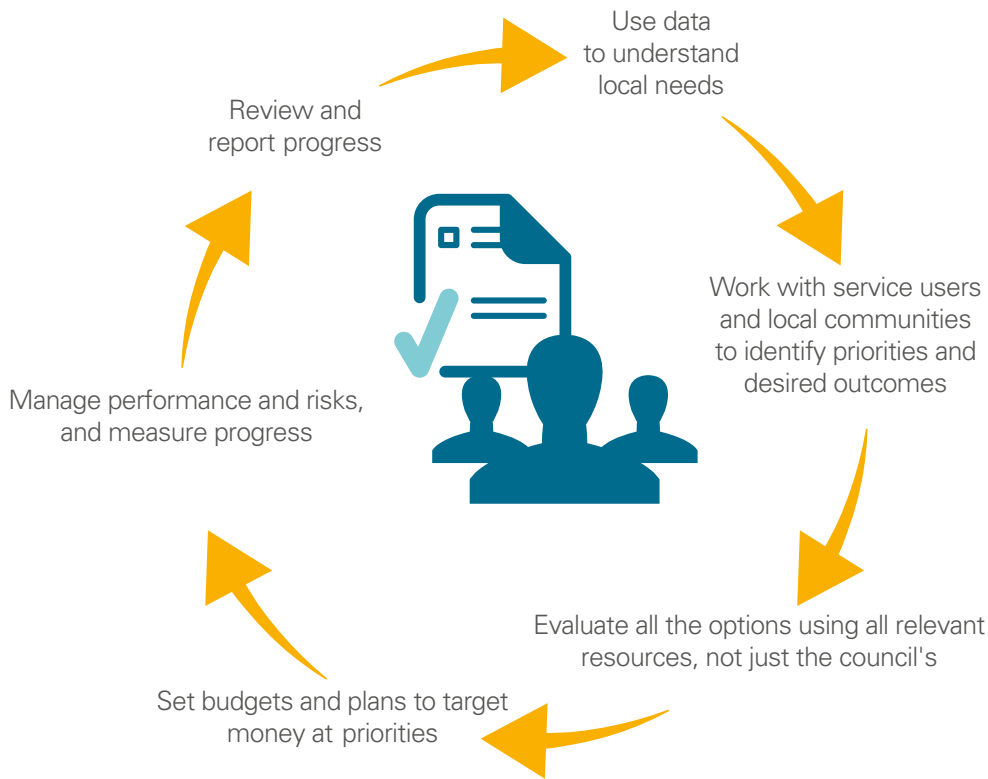 Use data
to understand
local needs
Work with service users
and local communities
to identify priorities and
desired outcomes
Evaluate all the options using all relevant
resources, not just the council's
Set budgets and plans to target
money at priorities
Manage performance and risks,
and measure progress
Review and
report progress